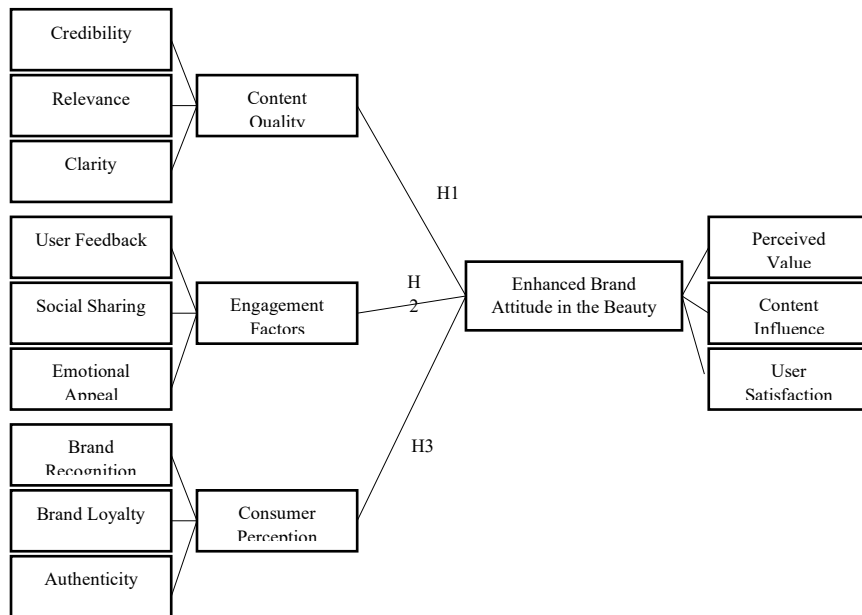 Credibility
Relevance
Clarity
Content
Quality
H1
User Feedback
Social Sharing
Emotional
Appeal
Engagement
Factors
H
2
Enhanced Brand
Attitude in the Beauty
Perceived
Value
Content
Influence
User
Satisfaction
Brand
Recognition
Brand Loyalty
Authenticity
Consumer
Perception
H3